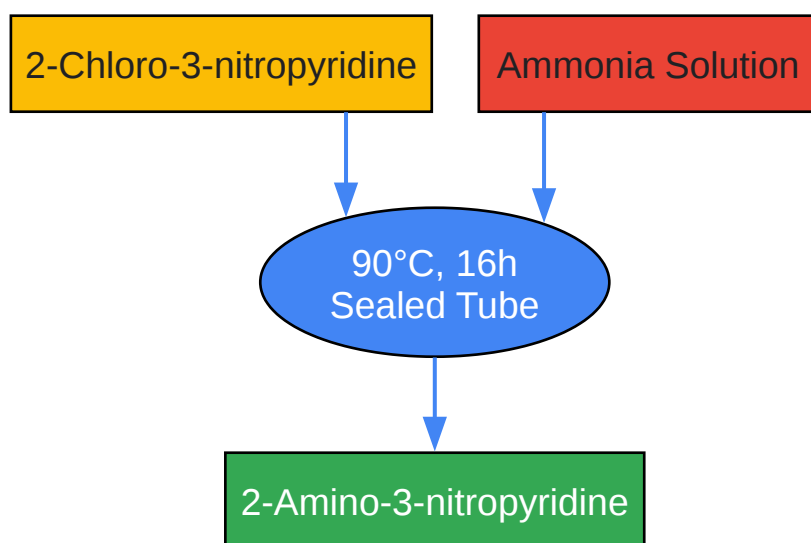 2-Chloro-3-nitropyridine
Ammonia Solution
90°C, 16h
Sealed Tube
2-Amino-3-nitropyridine